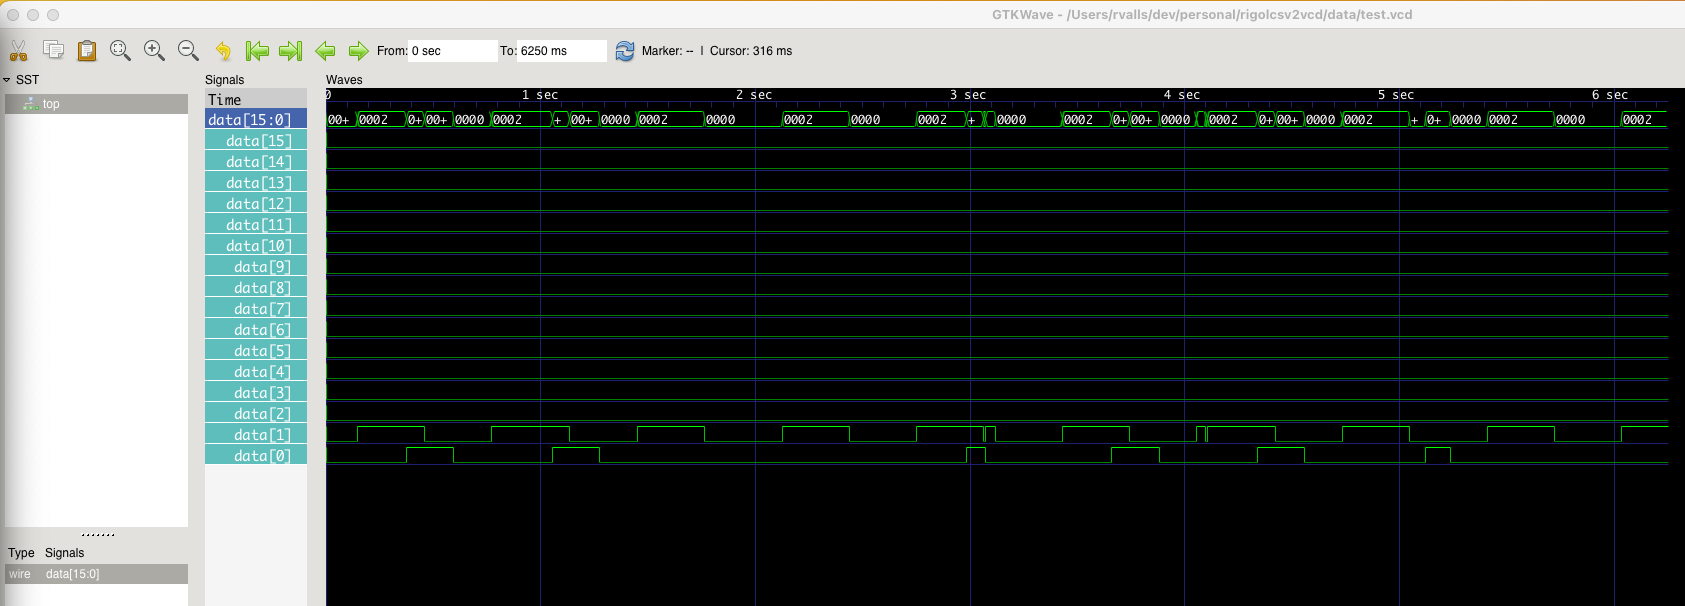 GTKWave - /Users/rvalls/dev/personal/rigolcsv2vcd/data/test.vcd
From: 0 sec To: 6250 ms Marker: -- | Cursor: 316 ms
SST Signals Waves
top
Time 0 1 sec 2 sec 3 sec 4 sec 5 sec 6 sec
data[15:0] 00+ 0002 0+ 00+ 0000 0002 + 00+ 0000 0002 0000 0002 0000 0002 + 0000 0002 0+ 00+ 0000 0002 0+ 00+ 0000 0002 + 0+ 0000 0002 0000 0002
data[15]
data[14]
data[13]
data[12]
data[11]
data[10]
data[9]
data[8]
data[7]
data[6]
data[5]
data[4]
data[3]
data[2]
data[1]
data[0]
Type Signals
wire data[15:0]